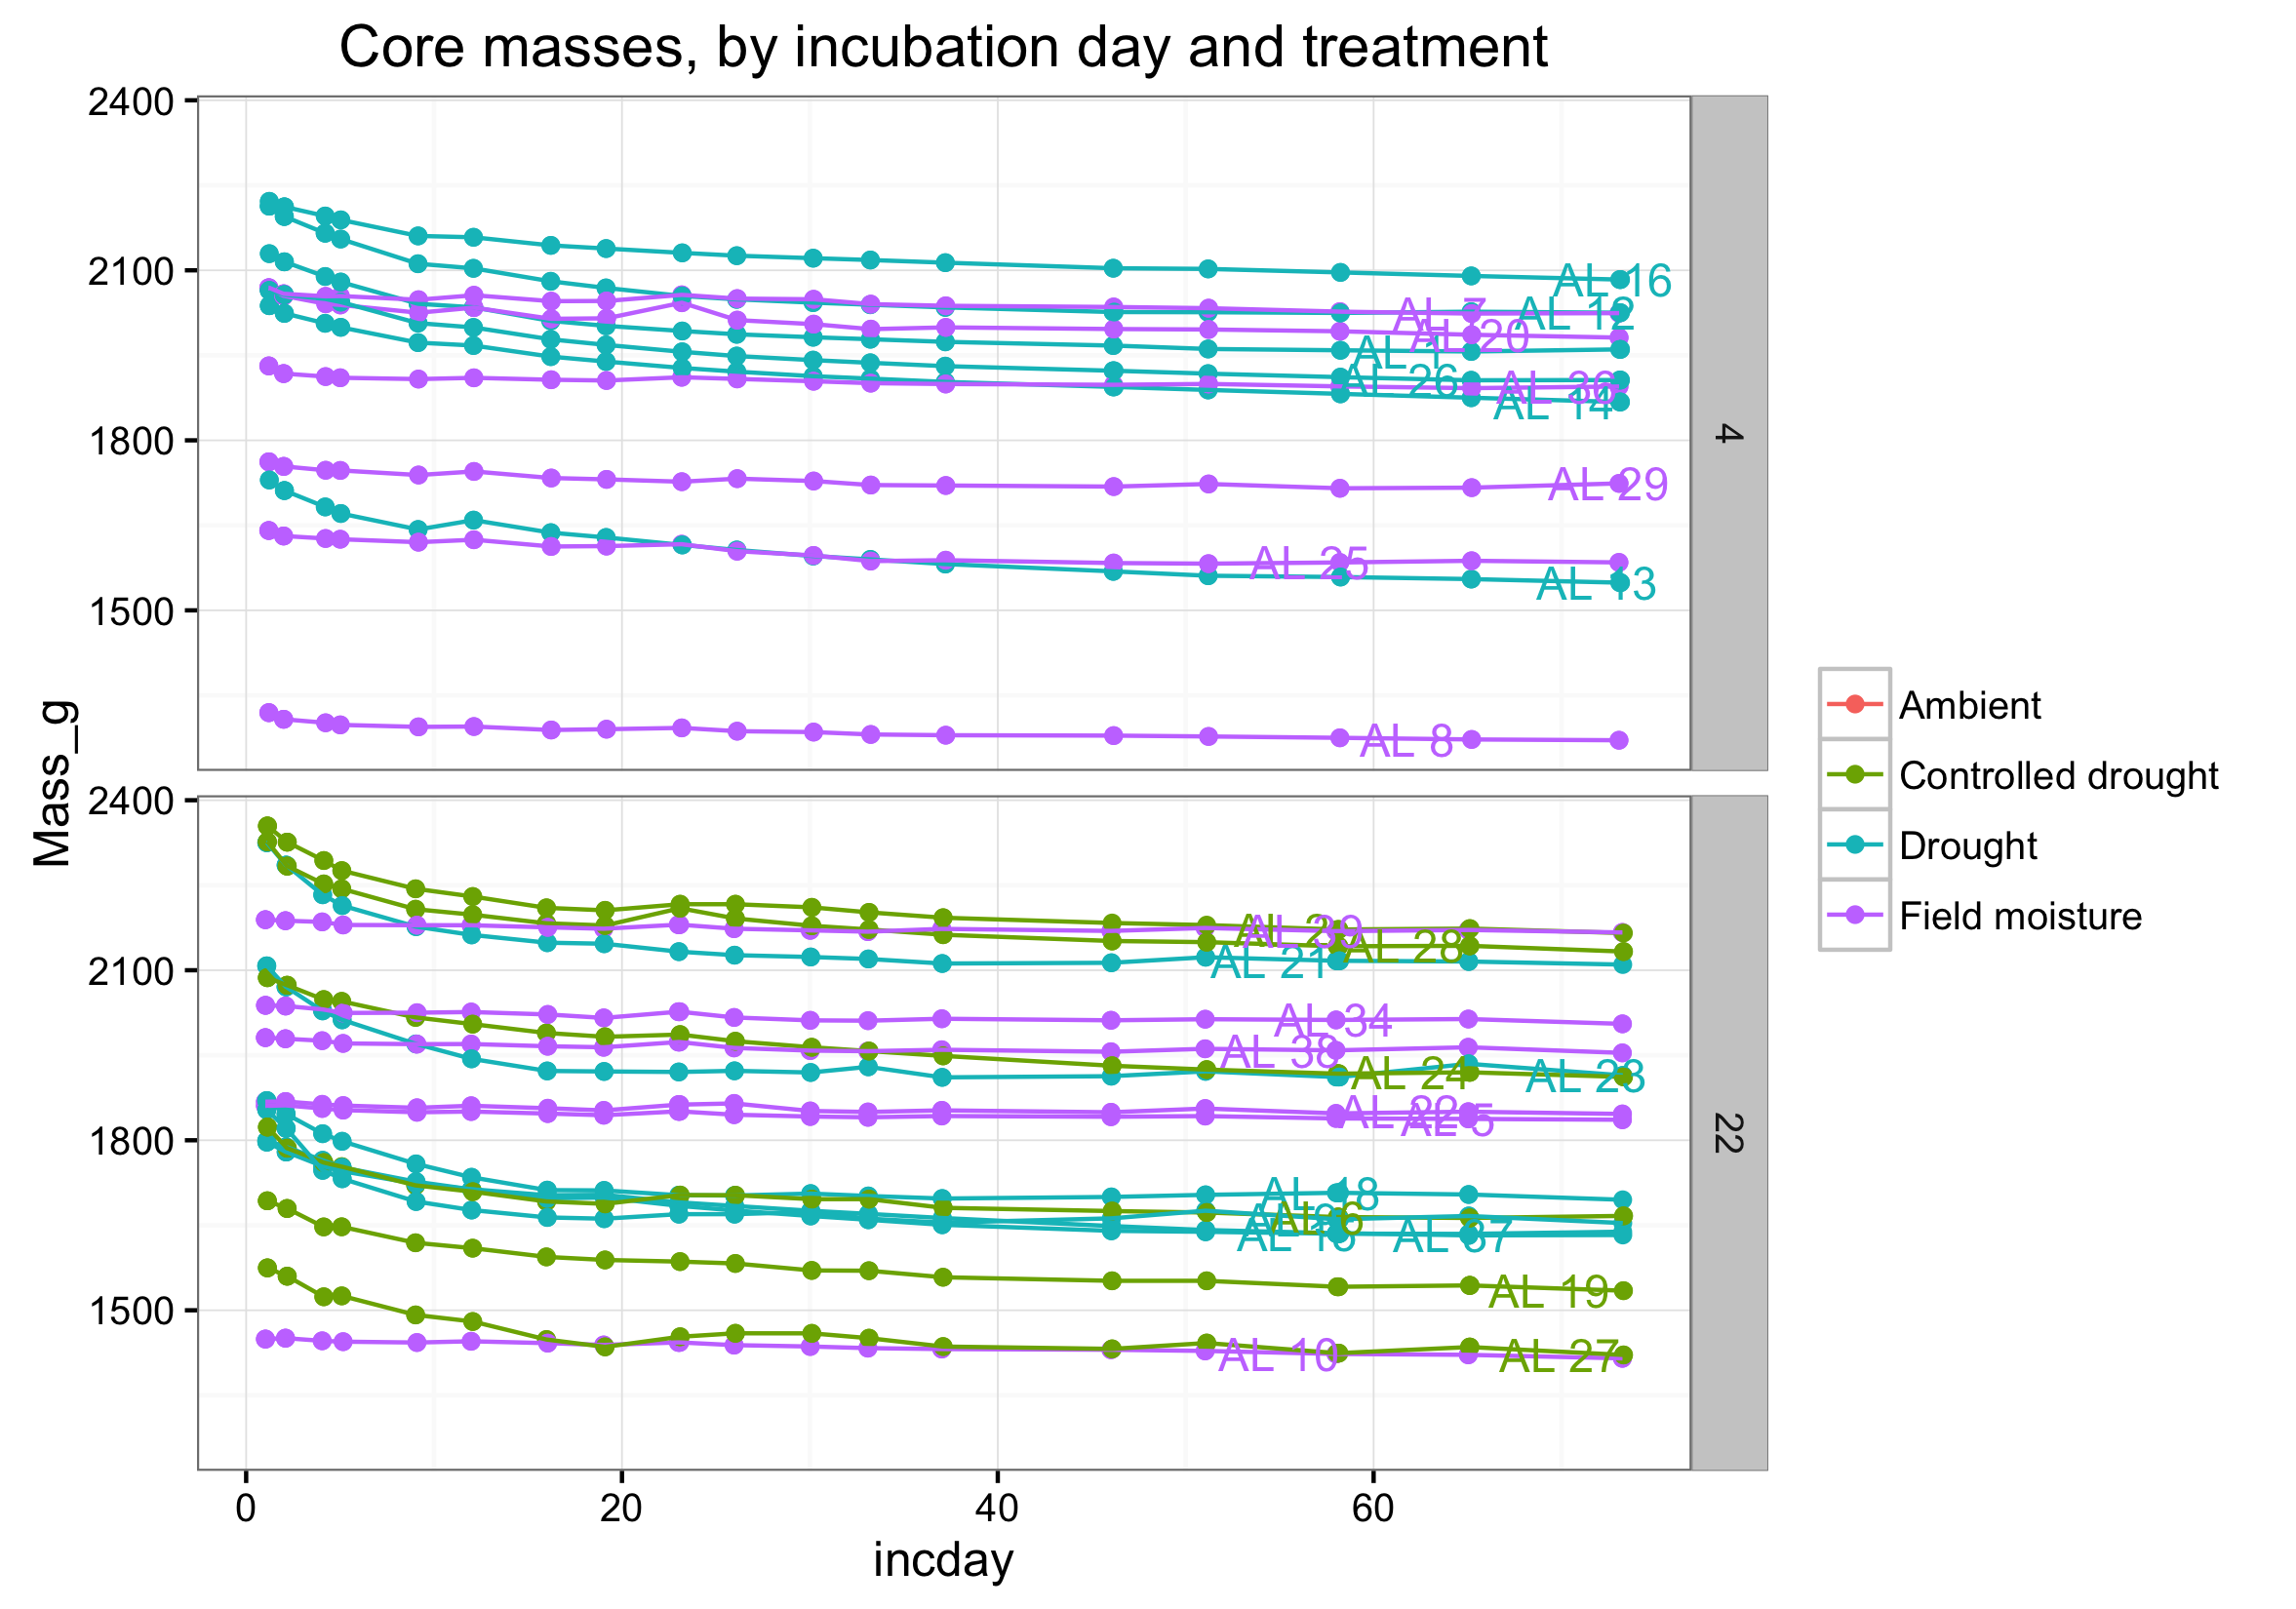 Core masses, by incubation day and treatment
Mass_g
2400
2100
1800
1500
AL 16
AL 7
AL 12
AL 20
AL 1
AL 26
AL 14
AL 29
AL 25
AL 13
AL 8
4
2400
2100
1800
1500
AL 28
AL 21
AL 34
AL 38
AL 24
AL 23
AL 22
AL 5
AL 18
AL 6
AL 15
AL 37
AL 19
AL 10
AL 27
22
0
20
40
60
incday
Ambient
Controlled drought
Drought
Field moisture